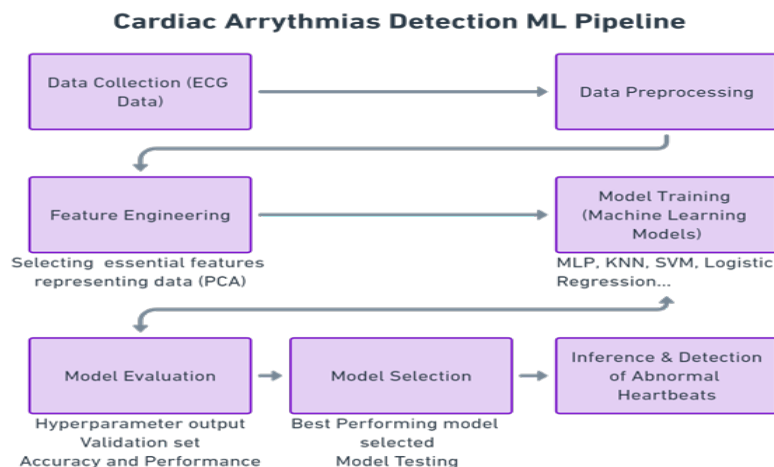 Cardiac Arrythmias Detection ML Pipeline
Data Collection (ECG
Data)
Data Preprocessing
Feature Engineering
Selecting essential features
representing data (PCA)
Model Training
(Machine Learning
Models)
MLP, KNN, SVM, Logistic
Regression...
Model Evaluation
Hyperparameter output
Validation set
Accuracy and Performance
Model Selection
Best Performing model
selected
Model Testing
Inference & Detection
of Abnormal
Heartbeats